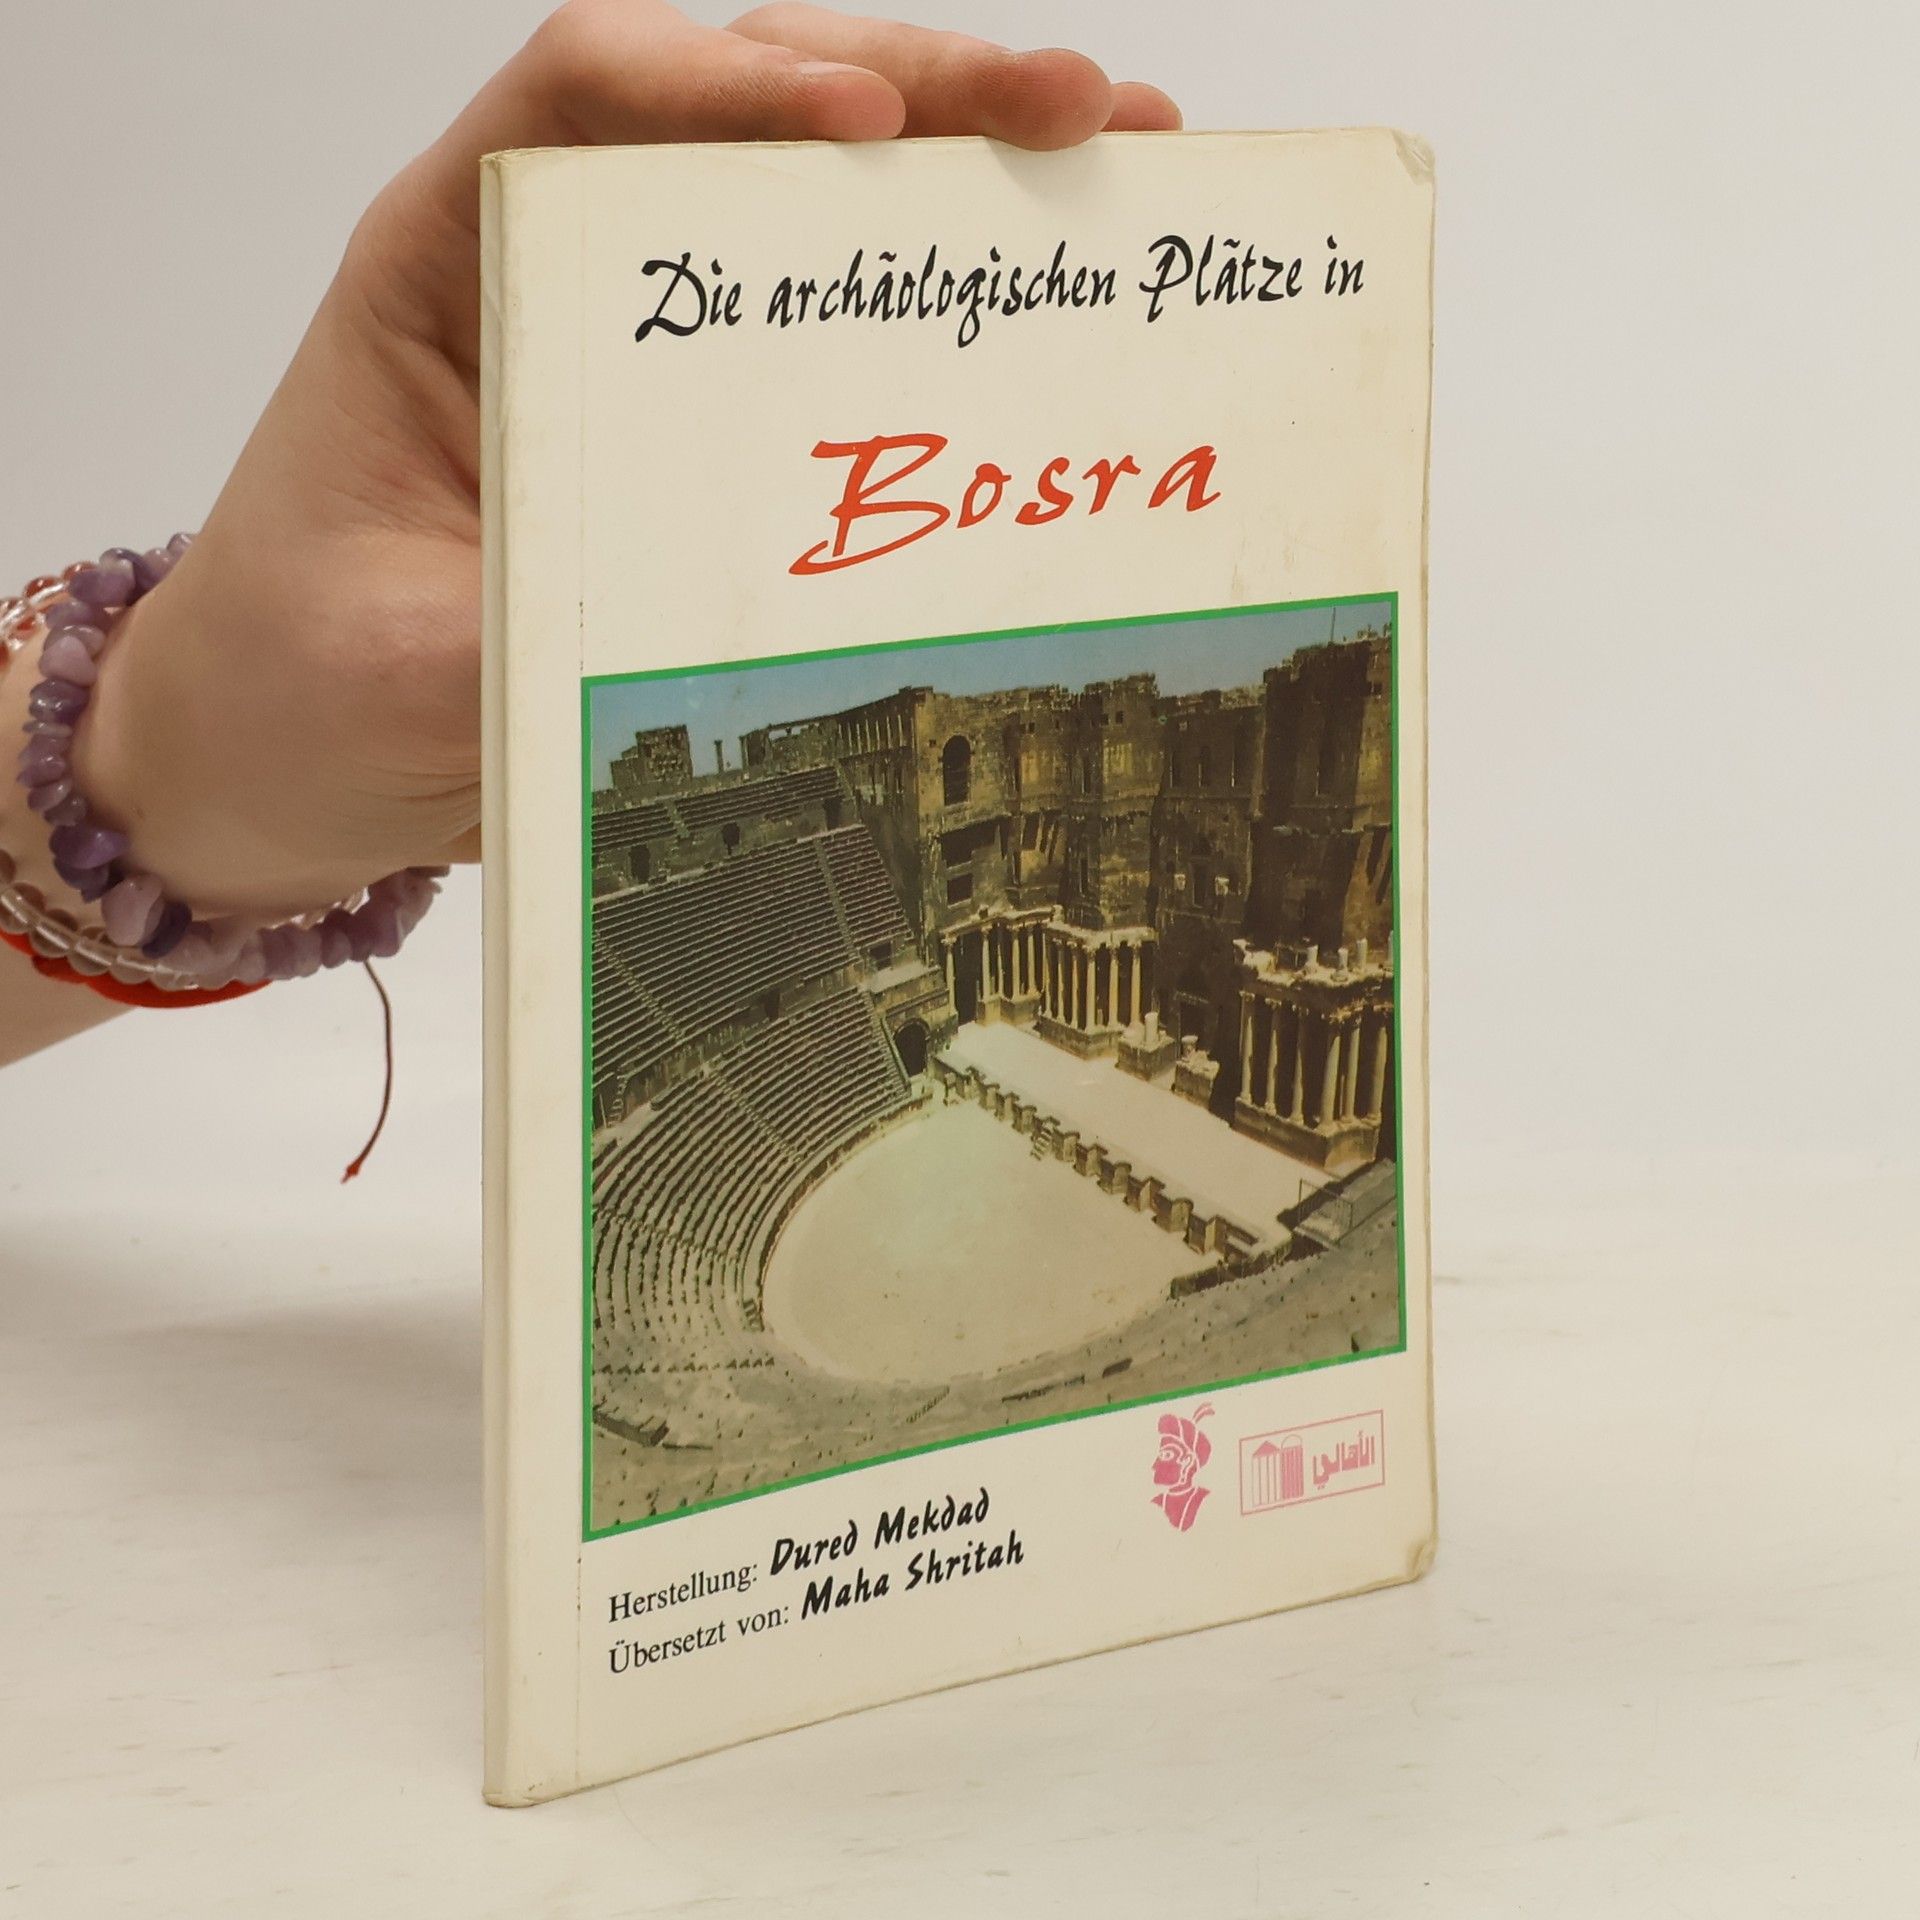 Die archãologischen Plãtze in
Bosra
الأهالي
Herstellung: Dured Mekdad
Übersetzt von: Maha Shritah